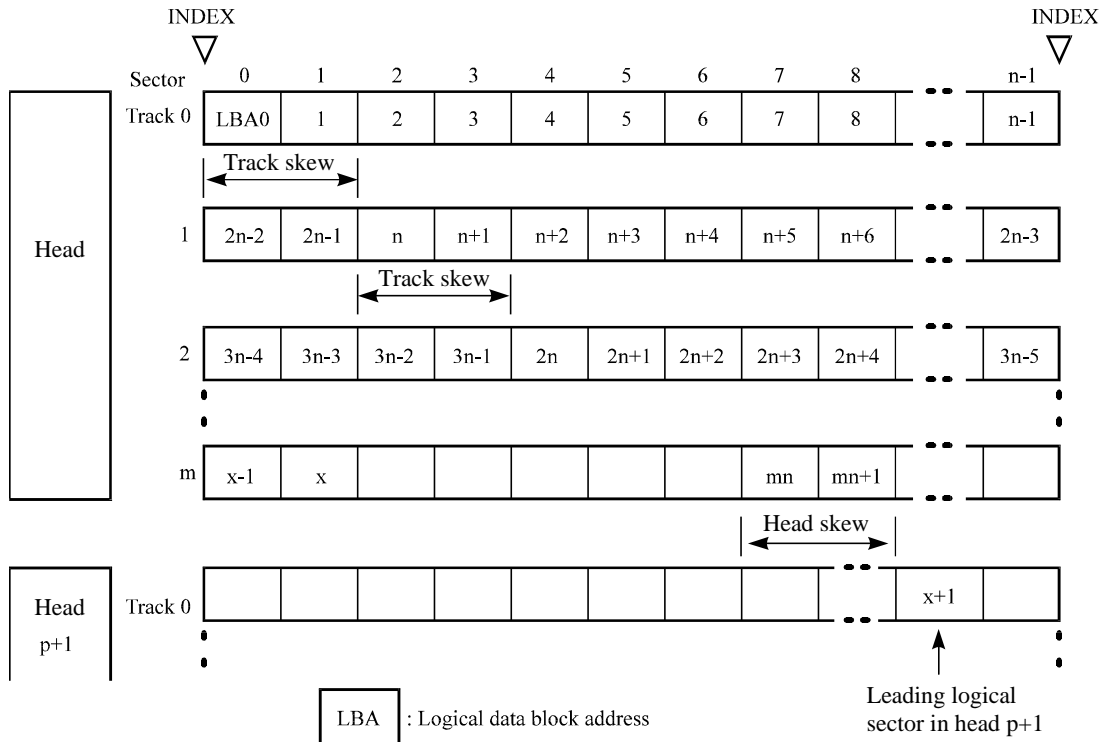 INDEX INDEX
Sector 0 1 2 3 4 5 6 7 8 n-1
Track 0 LBA0 1 2 3 4 5 6 7 8 n-1
Track skew
Head
1 2n-2 2n-1 n n+1 n+2 n+3 n+4 n+5 n+6 2n-3
Track skew
2 3n-4 3n-3 3n-2 3n-1 2n 2n+1 2n+2 2n+3 2n+4 3n-5
m x-1 x mn mn+1
Head skew
Head
p+1
Track 0 x+1
Leading logical
sector in head p+1
LBA : Logical data block address